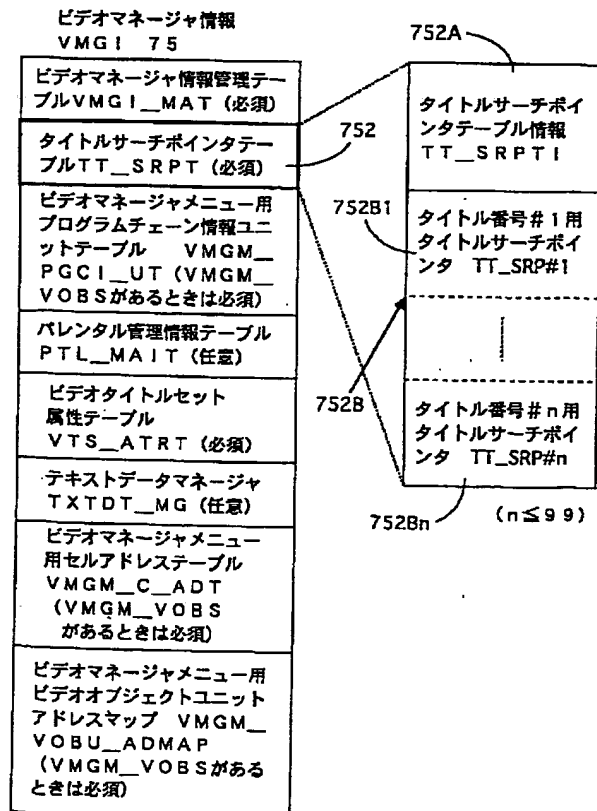 ビデオマネージャ情報
VMGI 75
ビデオマネージャ情報管理テー
ブルVMGI__MAT (必須)
タイトルサーチポインタテー
ブルTT__SRPT (必須)
ビデオマネージャメニュー用
プログラムチェーン情報ユニ
ットテーブル VMGM__
PGCI__UT (VMGM__
VOBSがあるときは必須)
パレンタル管理情報テーブル
PTL__MAIT (任意)
ビデオタイトルセット
属性テーブル
VTS__ATRT (必須)
テキストデータマネージャ
TXTDT__MG (任意)
ビデオマネージャメニュー
用セルアドレステーブル
VMGM__C__ADT
(VMGM__VOBS
があるときは必須)
ビデオマネージャメニュー用
ビデオオブジェクトユニット
アドレスマップ VMGM__
VOBU__ADMAP
(VMGM__VOBSがある
ときは必須)
752
752A
タイトルサーチポイ
ンタテーブル情報
TT__SRPTI
752B1
タイトル番号#1用
タイトルサーチポイ
ンタ TT_SRP#1
752B
タイトル番号#n用
タイトルサーチポイ
ンタ TT_SRP#n
752Bn
(n≦99)